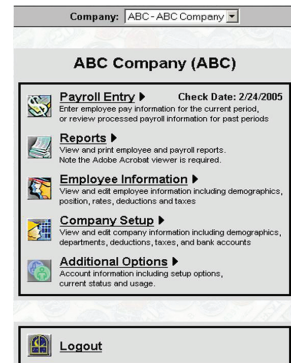 Company: ABC - ABC Company
ABC Company (ABC)
Payroll Entry Check Date: 2/24/2005
Enter employee pay information for the current period,
or review processed payroll information for past periods
Reports
View and print employee and payroll reports.
Note the Adobe Acrobat viewer is required.
Employee Information
View and edit employee information including demographics,
position, rates, deductions and taxes
Company Setup
View and edit company information including demographics,
departments, deductions, taxes, and bank accounts
Additional Options
Account information including setup options,
current status and usage.
Logout